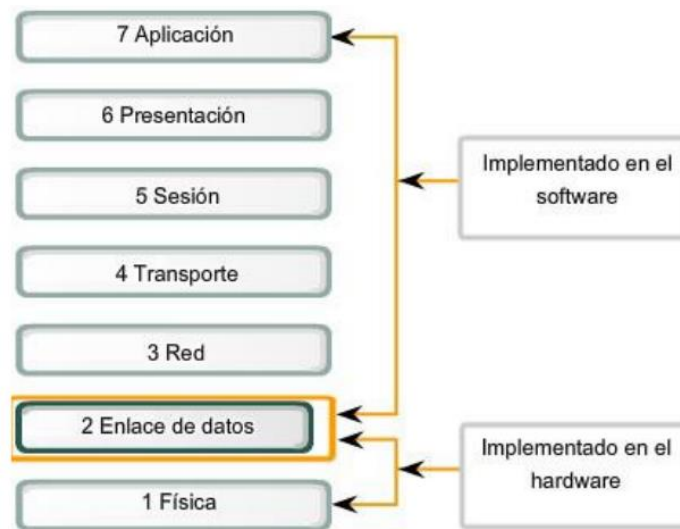 7 Aplicación
6 Presentación
5 Sesión
4 Transporte
3 Red
2 Enlace de datos
1 Física
Implementado en el
software
Implementado en el
hardware